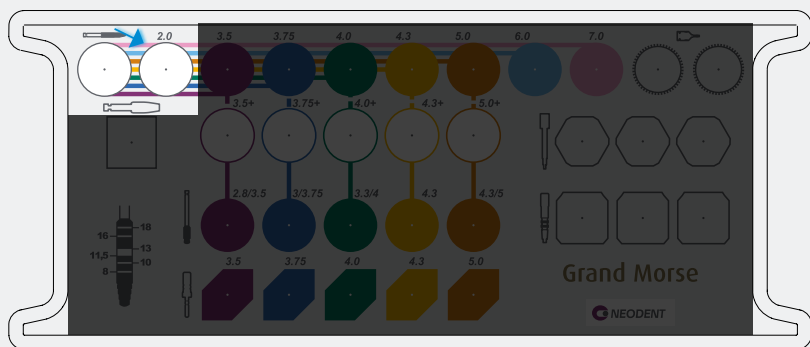 2.0 3.5 3.75 4.0 4.3 5.0 6.0 7.0
3.5+ 3.75+ 4.0+ 4.3+ 5.0+
2.8/3.5 3/3.75 3.3/4 4.3 4.3/5
18
16
13
11,5
10
8
3.5 3.75 4.0 4.3 5.0
Grand Morse
NEODENT